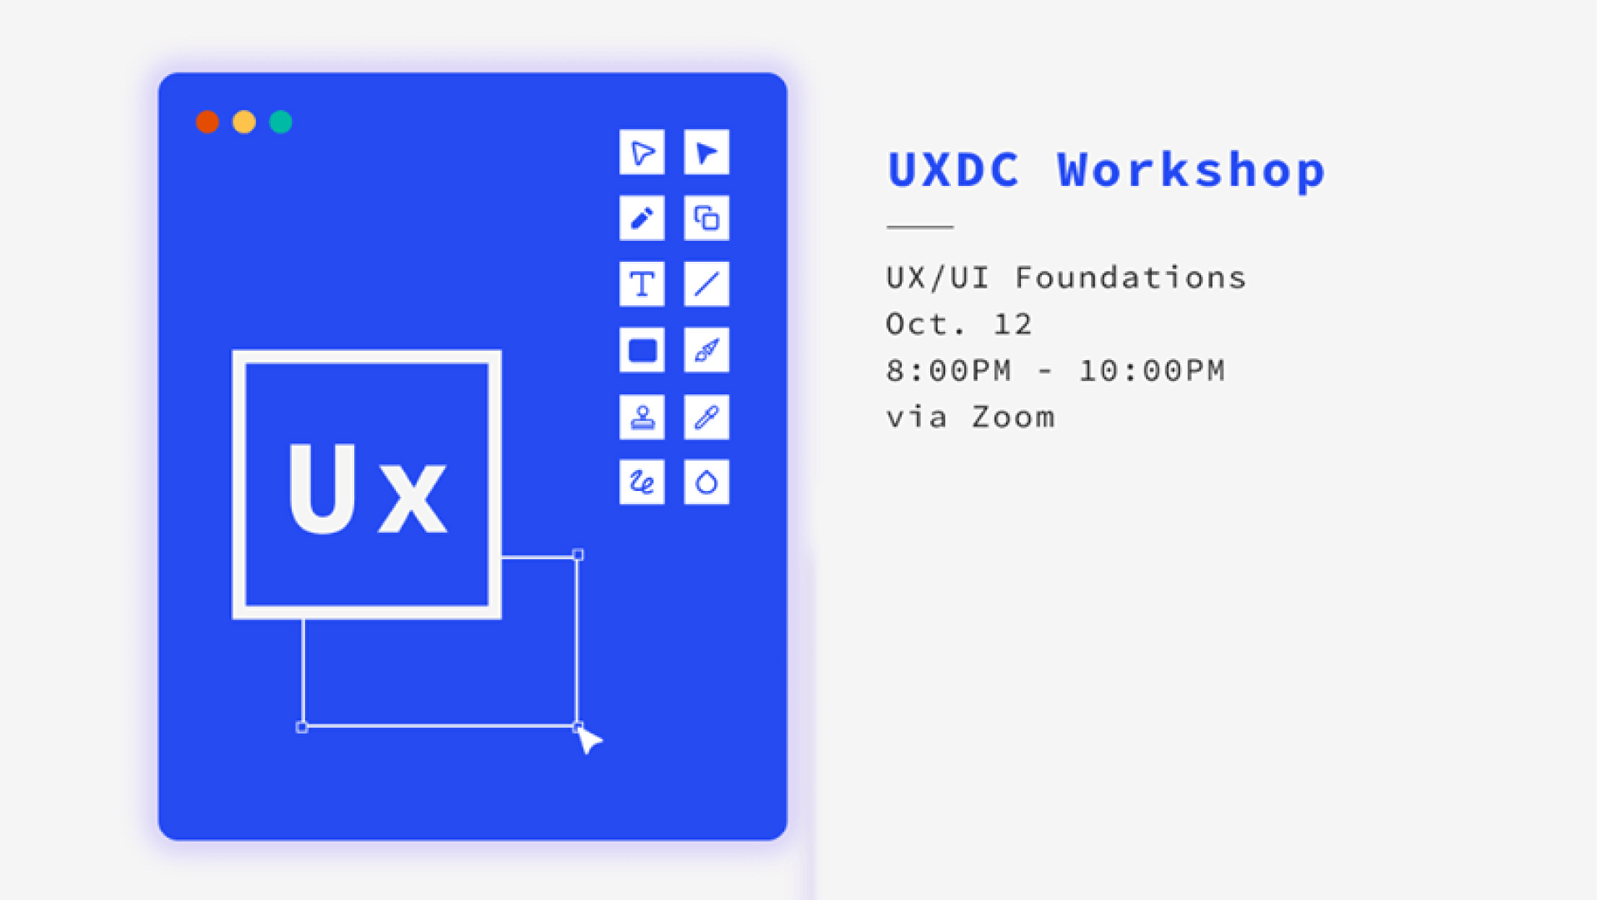 UXDC Workshop
UX/UI Foundations
Oct. 12
8:00PM - 10:00PM
via Zoom
Ux
T